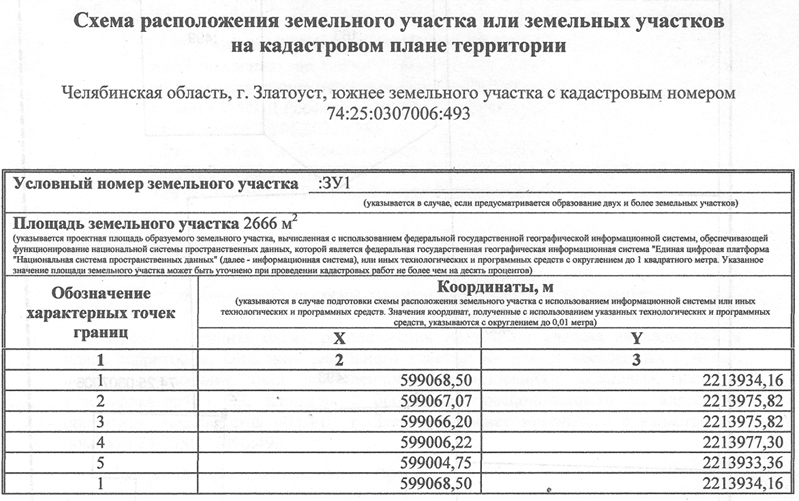 Схема расположения земельного участка или земельных участков
на кадастровом плане территории
Челябинская область, г. Златоуст, южнее земельного участка с кадастровым номером
74:25:0307006:493
Условный номер земельного участка :ЗУ1
(указывается в случае, если предусматривается образование двух и более земельных участков)
Площадь земельного участка 2666 м²
(указывается проектная площадь образуемого земельного участка, вычисленная с использованием федеральной государственной географической информационной системы, обеспечивающей
функционирование национальной системы пространственных данных, которой является федеральная государственная географическая информационная система "Единая цифровая платформа
"Национальная система пространственных данных" (далее - информационная система), или иных технологических и программных средств с округлением до 1 квадратного метра. Указанное
значение площади земельного участка может быть уточнено при проведении кадастровых работ не более чем на десять процентов)
Обозначение
характерных точек
границ
Координаты, м
(указываются в случае подготовки схемы расположения земельного участка с использованием информационной системы или иных
технологических и программных средств. Значения координат, полученные с использованием указанных технологических и программных
средств, указываются с округлением до 0,01 метра)
X Y
1 2 3
1 599068,50 2213934,16
2 599067,07 2213975,82
3 599066,20 2213975,82
4 599006,22 2213977,30
5 599004,75 2213933,36
1 599068,50 2213934,16